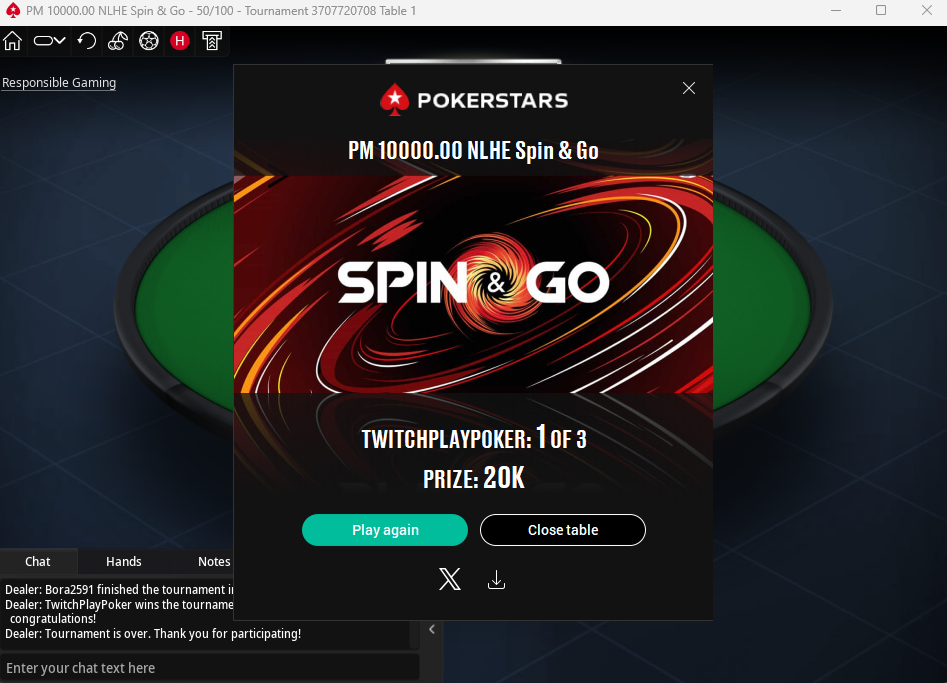 PM 10000.00 NLHE Spin & Go - 50/100 - Tournament 3707720708 Table 1
H
Responsible Gaming
POKERSTARS
PM 10000.00 NLHE Spin & Go
SPIN & GO
TWITCHPLAYPOKER: 1 OF 3
PRIZE: 20K
Play again
Close table
Chat
Hands
Notes
Dealer: Bora2591 finished the tournament
Dealer: TwitchPlayPoker wins the
congratulations!
Dealer: Tournament is over. Thank you for participating!
Enter your chat text here